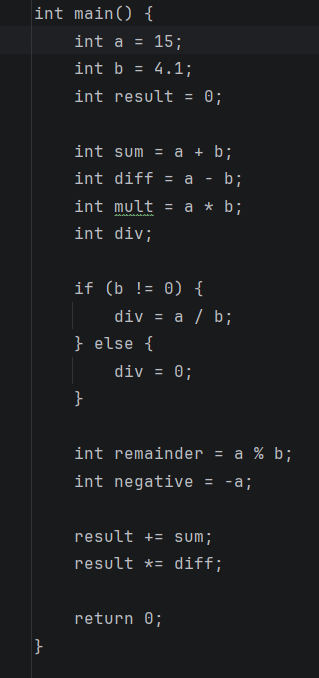 int main() {
    int a = 15;
    int b = 4.1;
    int result = 0;

    int sum = a + b;
    int diff = a - b;
    int mult = a * b;
    int div;

    if (b != 0) {
        div = a / b;
    } else {
        div = 0;
    }

    int remainder = a % b;
    int negative = -a;

    result += sum;
    result *= diff;

    return 0;
}